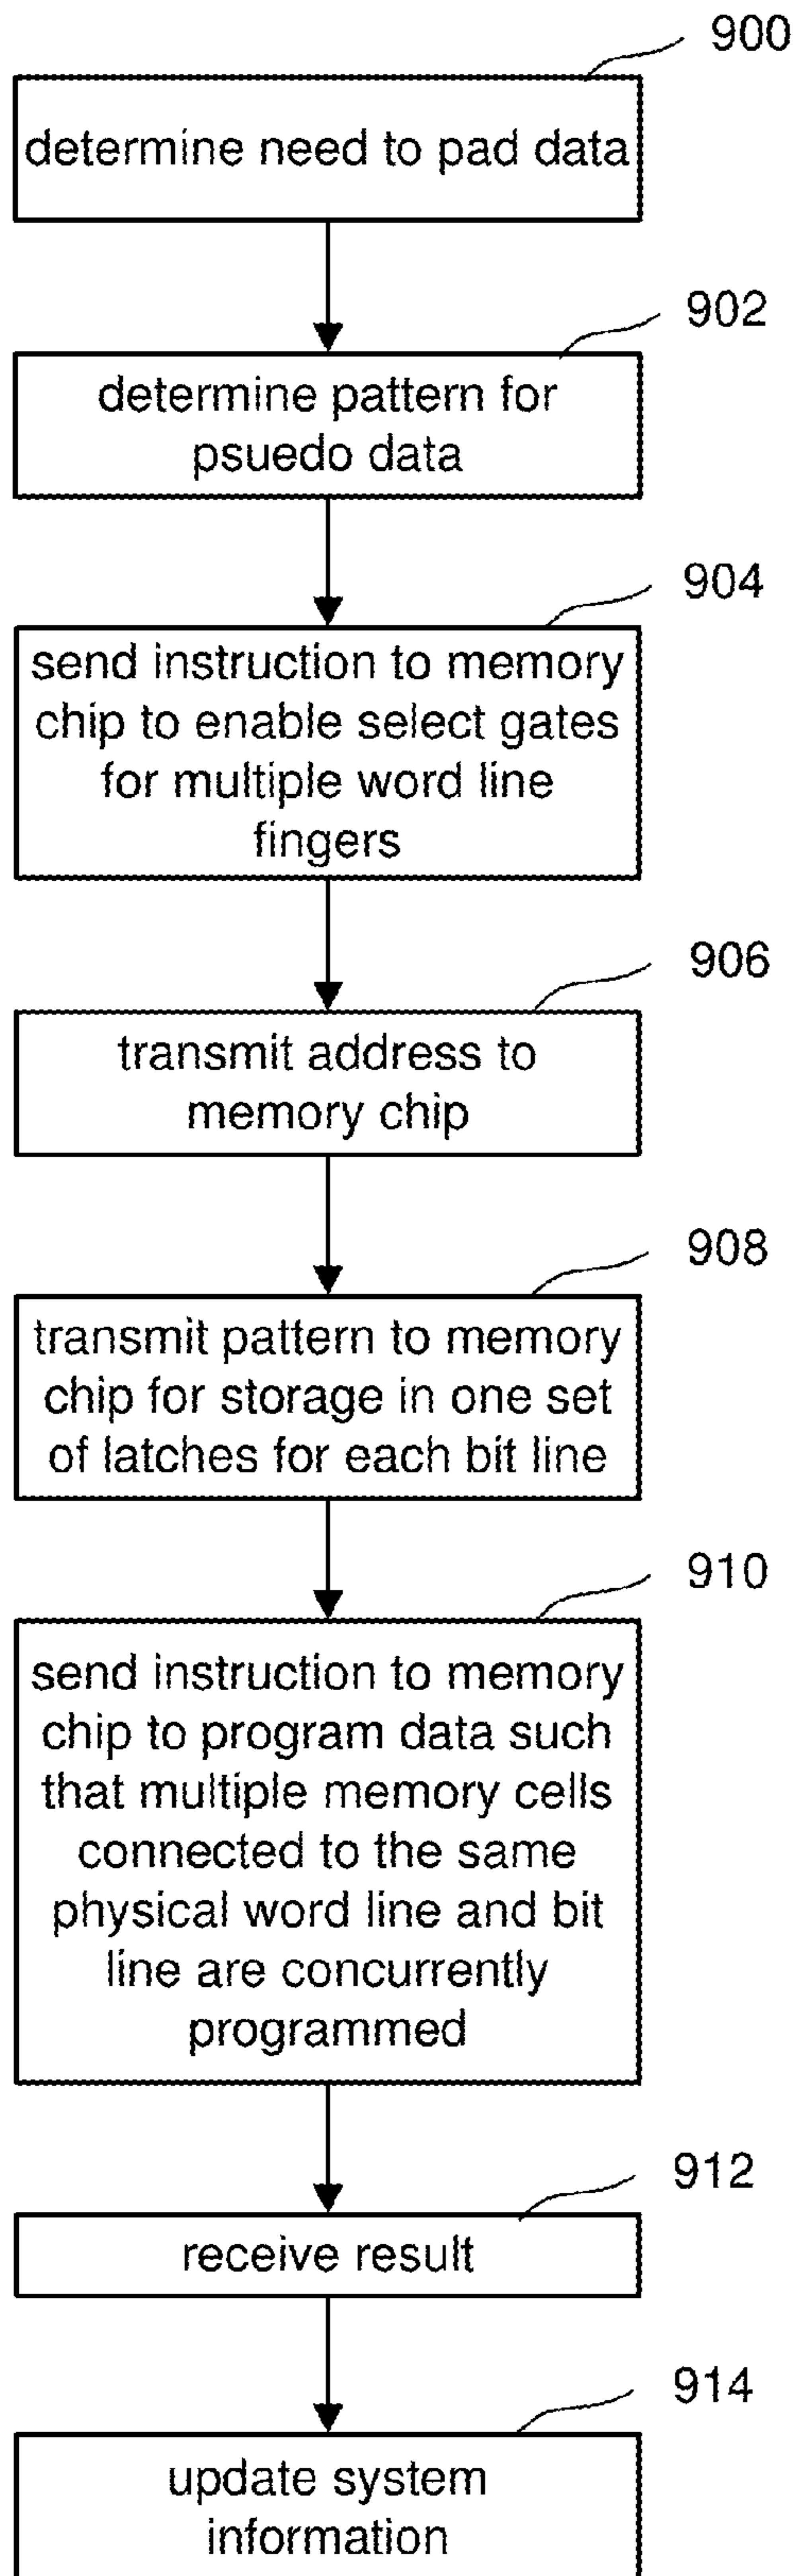 900
determine need to pad data
902
determine pattern for
psuedo data
904
send instruction to memory
chip to enable select gates
for multiple word line
fingers
906
transmit address to
memory chip
908
transmit pattern to memory
chip for storage in one set
of latches for each bit line
910
send instruction to memory
chip to program data such
that multiple memory cells
connected to the same
physical word line and bit
line are concurrently
programmed
912
receive result
914
update system
information